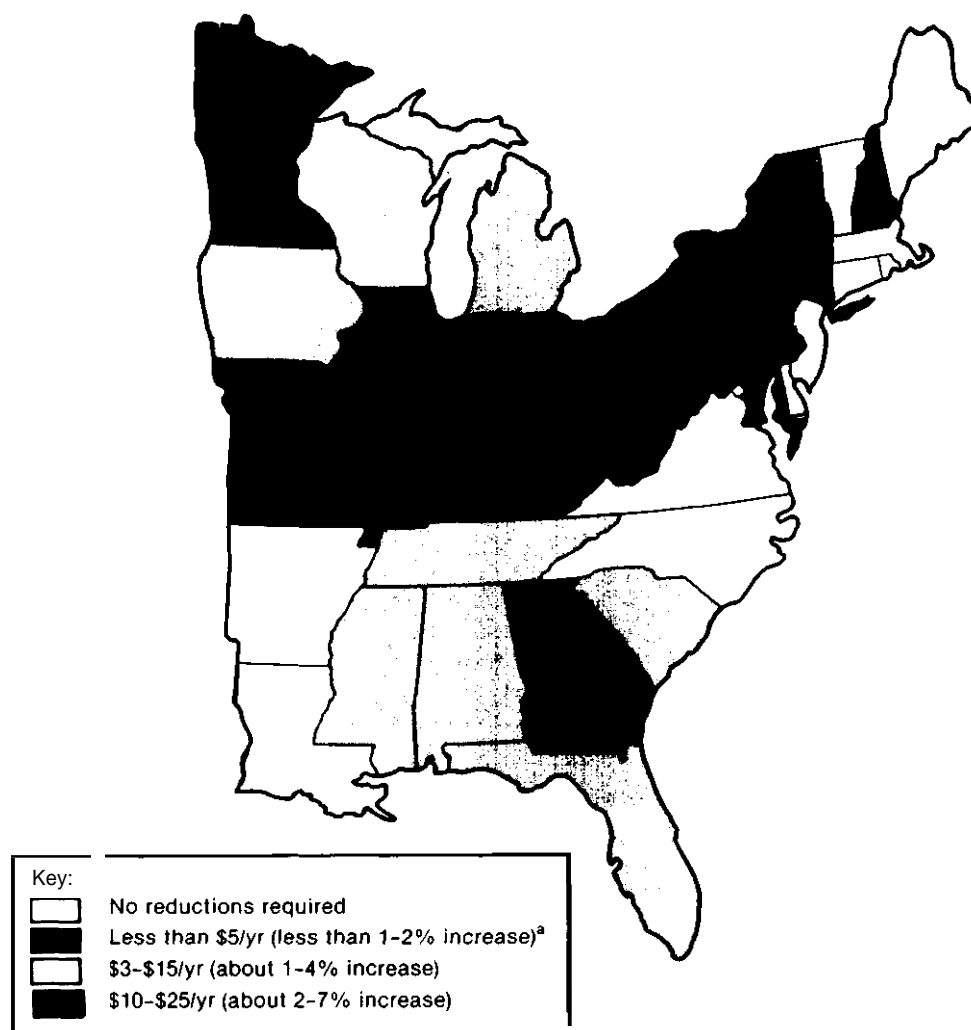 Key:
No reductions required
Less than $5/yr (less than 1-2% increase)ª
$3-$15/yr (about 1-4% increase)
$10-$25/yr (about 2-7% increase)